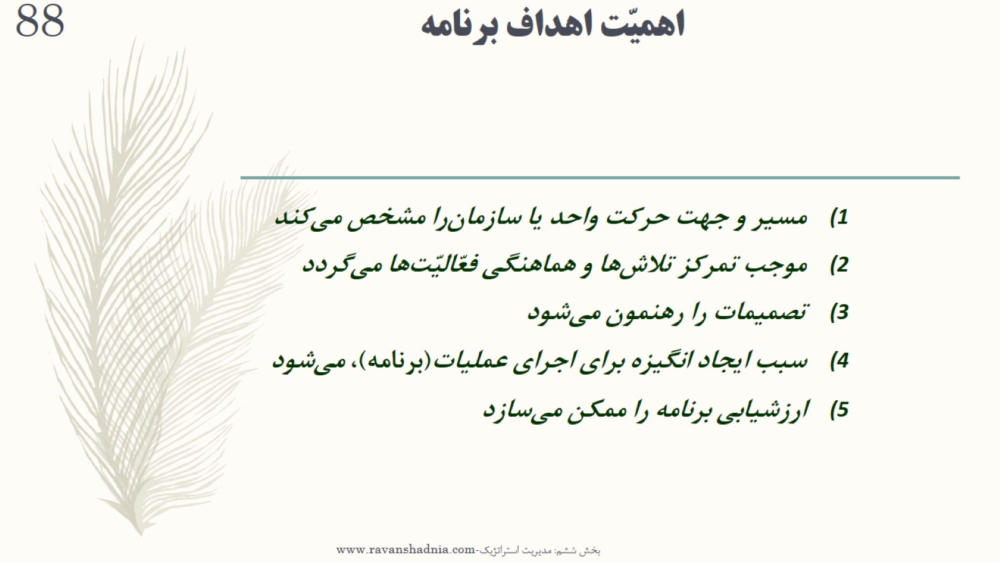 88
اهمیّت اهداف برنامه
1) مسیر و جهت حرکت واحد یا سازمان‌را مشخص می‌کند
2) موجب تمرکز تلاش‌ها و هماهنگی فعّالیّت‌ها می‌گردد
3) تصمیمات را رهنمون می‌شود
4) سبب ایجاد انگیزه برای اجرای عملیات(برنامه)، می‌شود
5) ارزشیابی برنامه را ممکن می‌سازد
بخش ششم: مدیریت استراتژیک-www.ravanshadnia.com